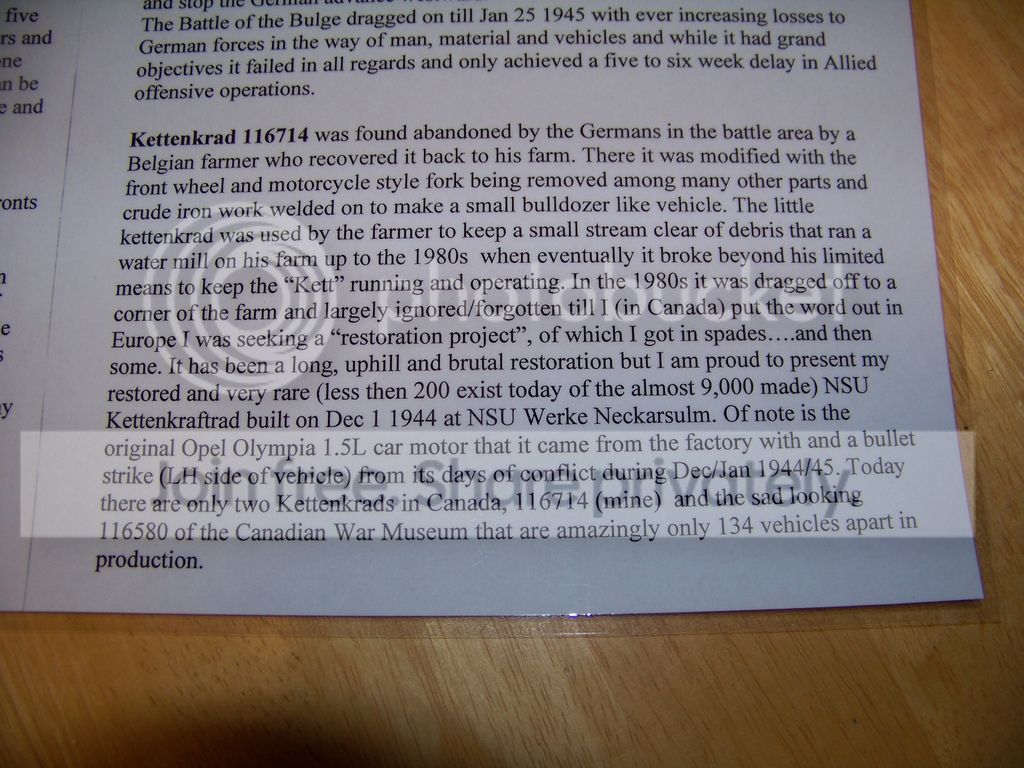 five
rs and
ne
n be
e and
onts
n
e
s
y
and stop the German advance
The Battle of the Bulge dragged on till Jan 25 1945 with ever increasing losses to
German forces in the way of man, material and vehicles and while it had grand
objectives it failed in all regards and only achieved a five to six week delay in Allied
offensive operations.
Kettenkrad 116714 was found abandoned by the Germans in the battle area by a
Belgian farmer who recovered it back to his farm. There it was modified with the
front wheel and motorcycle style fork being removed among many other parts and
crude iron work welded on to make a small bulldozer like vehicle. The little
kettenkrad was used by the farmer to keep a small stream clear of debris that ran a
water mill on his farm up to the 1980s when eventually it broke beyond his limited
means to keep the “Kett” running and operating. In the 1980s it was dragged off to a
corner of the farm and largely ignored/forgotten till I (in Canada) put the word out in
Europe I was seeking a “restoration project”, of which I got in spades….and then
some. It has been a long, uphill and brutal restoration but I am proud to present my
restored and very rare (less then 200 exist today of the almost 9,000 made) NSU
Kettenkraftrad built on Dec 1 1944 at NSU Werke Neckarsulm. Of note is the
original Opel Olympia 1.5L car motor that it came from the factory with and a bullet
strike (LH side of vehicle) from its days of conflict during Dec/Jan 1944/45. Today
there are only two Kettenkrads in Canada, 116714 (mine) and the sad looking
116580 of the Canadian War Museum that are amazingly only 134 vehicles apart in
production.
photobucket
Join free. Share privately